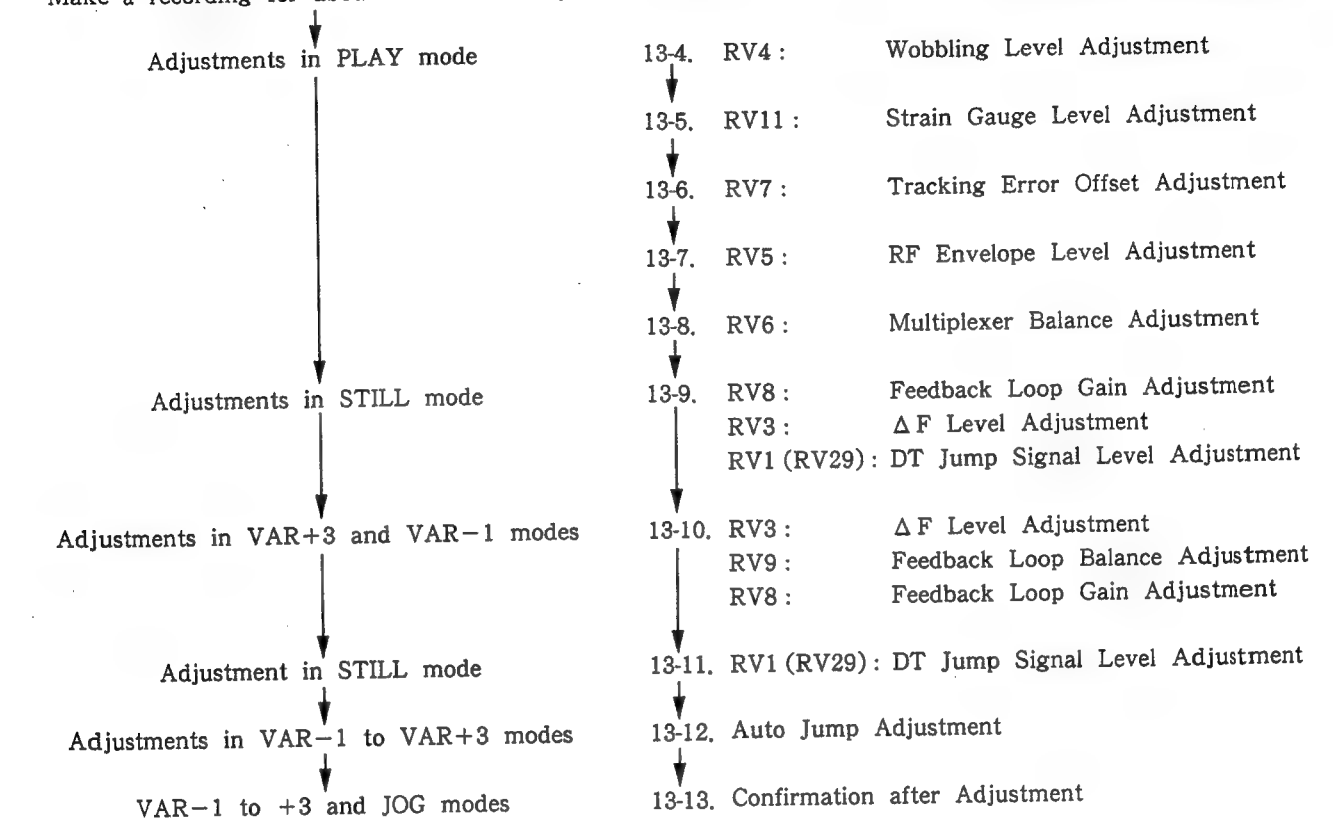 Make a recording for
Adjustments in PLAY mode
13-4. RV4 : Wobbling Level Adjustment
13-5. RV11 : Strain Gauge Level Adjustment
13-6. RV7 : Tracking Error Offset Adjustment
13-7. RV5 : RF Envelope Level Adjustment
13-8. RV6 : Multiplexer Balance Adjustment
Adjustments in STILL mode
13-9. RV8 : Feedback Loop Gain Adjustment
RV3 : Δ F Level Adjustment
RV1 (RV29) : DT Jump Signal Level Adjustment
Adjustments in VAR+3 and VAR−1 modes
13-10. RV3 : Δ F Level Adjustment
RV9 : Feedback Loop Balance Adjustment
RV8 : Feedback Loop Gain Adjustment
Adjustment in STILL mode
13-11. RV1 (RV29) : DT Jump Signal Level Adjustment
Adjustments in VAR−1 to VAR+3 modes
13-12. Auto Jump Adjustment
VAR−1 to +3 and JOG modes
13-13. Confirmation after Adjustment